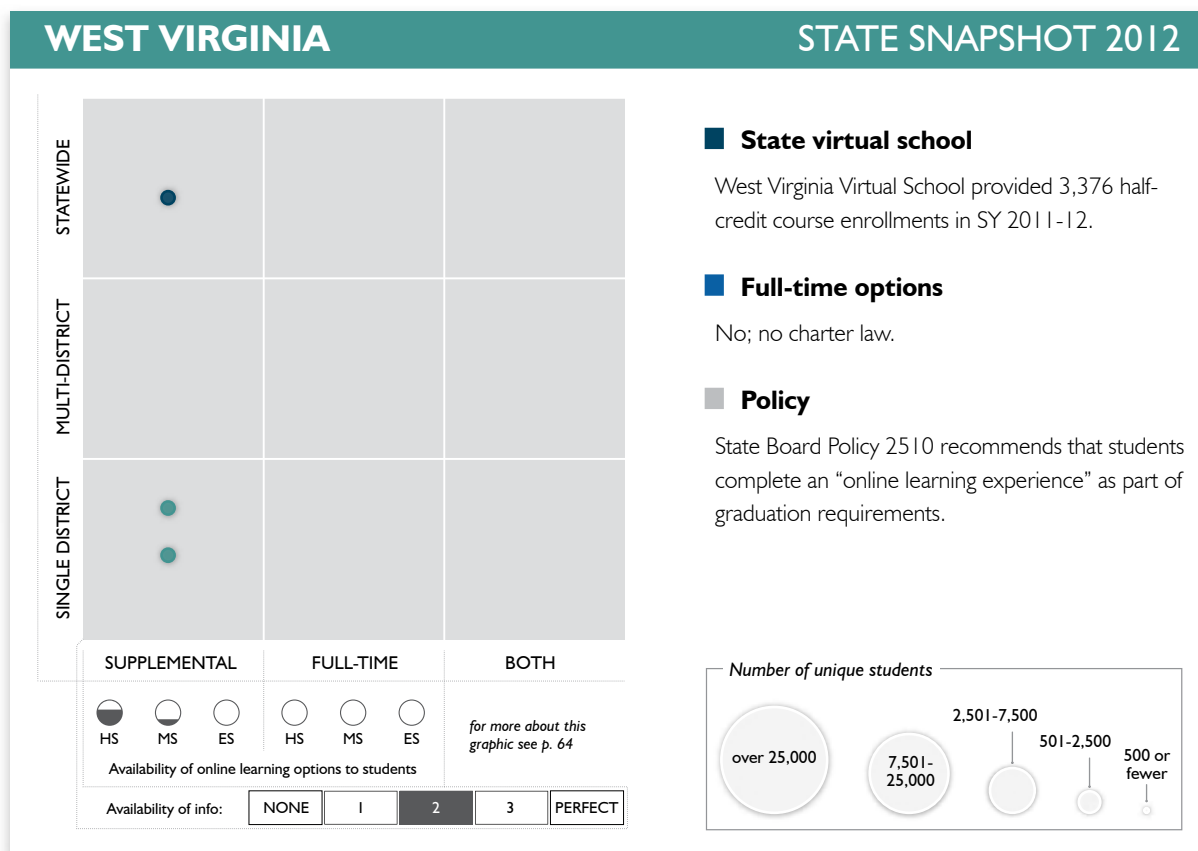 WEST VIRGINIA
STATE SNAPSHOT 2012
STATEWIDE
MULTI-DISTRICT
SINGLE DISTRICT
SUPPLEMENTAL
FULL-TIME
BOTH
HS
MS
ES
HS
MS
ES
for more about this
graphic see p. 64
Availability of online learning options to students
Availability of info:
NONE
1
2
3
PERFECT
State virtual school
West Virginia Virtual School provided 3,376 half-
credit course enrollments in SY 2011-12.
Full-time options
No; no charter law.
Policy
State Board Policy 2510 recommends that students
complete an “online learning experience” as part of
graduation requirements.
Number of unique students
over 25,000
7,501-
25,000
2,501-7,500
501-2,500
500 or
fewer